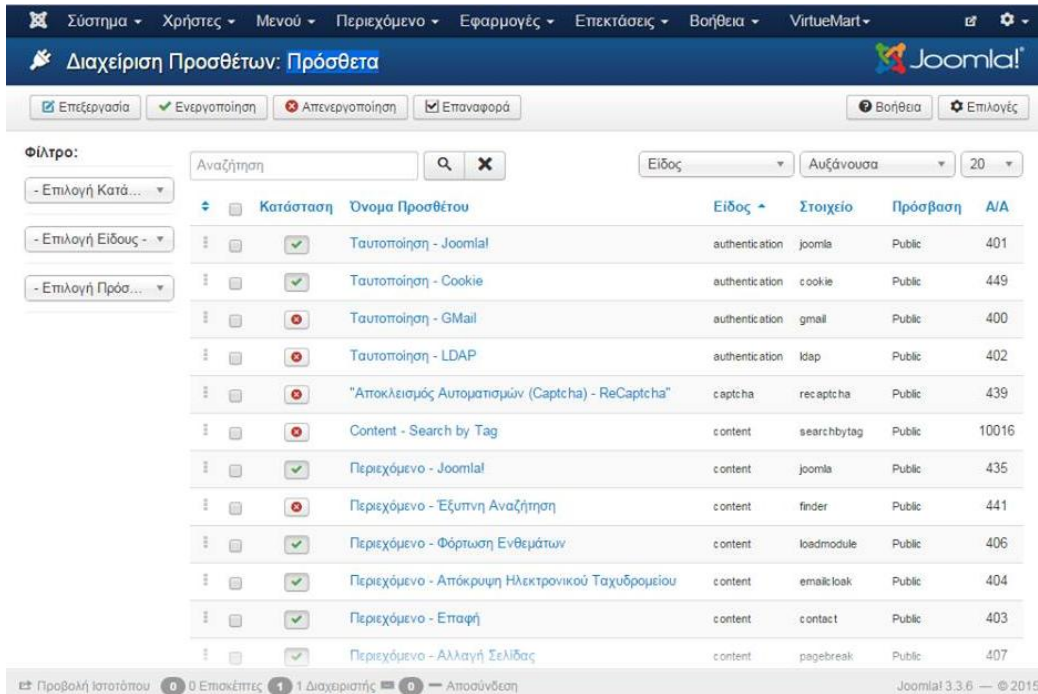 Σύστημα Χρήστες Μενού Περιεχόμενο Εφαρμογές Επεκτάσεις Βοήθεια VirtueMart
Διαχείριση Προσθέτων: Πρόσθετα Joomla!
Επεξεργασία Ενεργοποίηση Απενεργοποίηση Επαναφορά Βοήθεια Επιλογές
Φίλτρο:
- Επιλογή Κατά...
- Επιλογή Είδους -
- Επιλογή Πρόσ...
Αναζήτηση Είδος Αυξάνουσα 20
Κατάσταση Όνομα Προσθέτου Είδος Στοιχείο Πρόσβαση Α/Α
Ταυτοποίηση - Joomla! authentication joomla Public 401
Ταυτοποίηση - Cookie authentication cookie Public 449
Ταυτοποίηση - GMail authentication gmail Public 400
Ταυτοποίηση - LDAP authentication ldap Public 402
"Αποκλεισμός Αυτοματισμών (Captcha) - ReCaptcha" captcha recaptcha Public 439
Content - Search by Tag content searchbytag Public 10016
Περιεχόμενο - Joomla! content joomla Public 435
Περιεχόμενο - Έξυπνη Αναζήτηση content finder Public 441
Περιεχόμενο - Φόρτωση Ενθεμάτων content loadmodule Public 406
Περιεχόμενο - Απόκρυψη Ηλεκτρονικού Ταχυδρομείου content emailcloak Public 404
Περιεχόμενο - Επαφή content contact Public 403
Περιεχόμενο - Αλλαγή Σελίδας content pagebreak Public 407
Προβολή Ιστοτόπου 0 0 Επισκέπτες 1 1 Διαχειριστής 0 Αποσύνδεση Joomla! 3.3.6 — © 2015